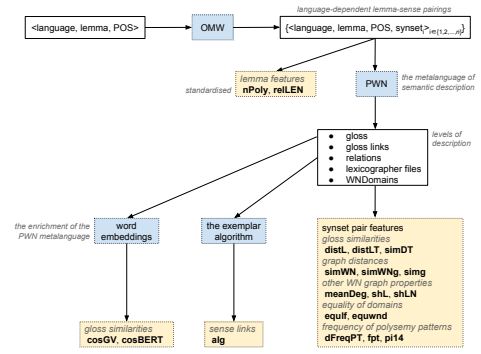 language-dependent lemma-sense pairings
<language, lemma, POS>
OMW
{<language, lemma, POS, synset>i i∈{1,2,...,n}}
lemma features
nPoly, relLEN
standardised
PWN
the metalanguage of
semantic description
● gloss
● gloss links
● relations
● lexicographer files
● WNDomains
levels of
description
the enrichment of the
PWN metalanguage
word
embeddings
the exemplar
algorithm
synset pair features
gloss similarities
distL, distLT, simDT
graph distances
simWN, simWNg, simg
other WN graph properties
meanDeg, shL, shLN
equality of domains
equlf, equwnd
frequency of polysemy patterns
dFreqPT, fpt, pi14
gloss similarities
cosGV, cosBERT
sense links
alg